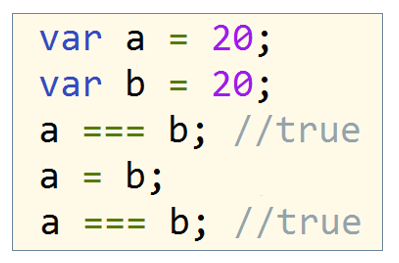 var a = 20;
var b = 20;
a === b; //true
a = b;
a === b; //true